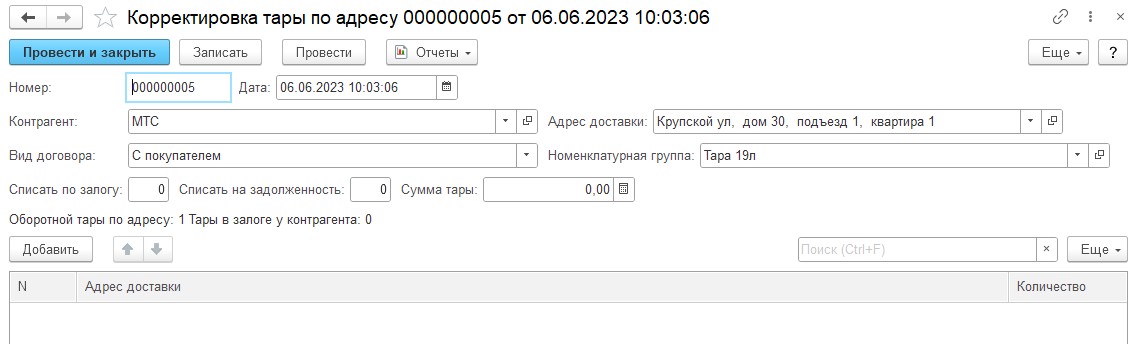 Корректировка тары по адресу 000000005 от 06.06.2023 10:03:06
Провести и закрыть Записать Провести Отчеты Еще ?
Номер: 000000005 Дата: 06.06.2023 10:03:06
Контрагент: МТС Адрес доставки: Крупской ул, дом 30, подъезд 1, квартира 1
Вид договора: С покупателем Номенклатурная группа: Тара 19л
Списать по залогу: 0 Списать на задолженность: 0 Сумма тары: 0,00
Оборотной тары по адресу: 1 Тары в залоге у контрагента: 0
Добавить Поиск (Ctrl+F) × Еще
N Адрес доставки Количество